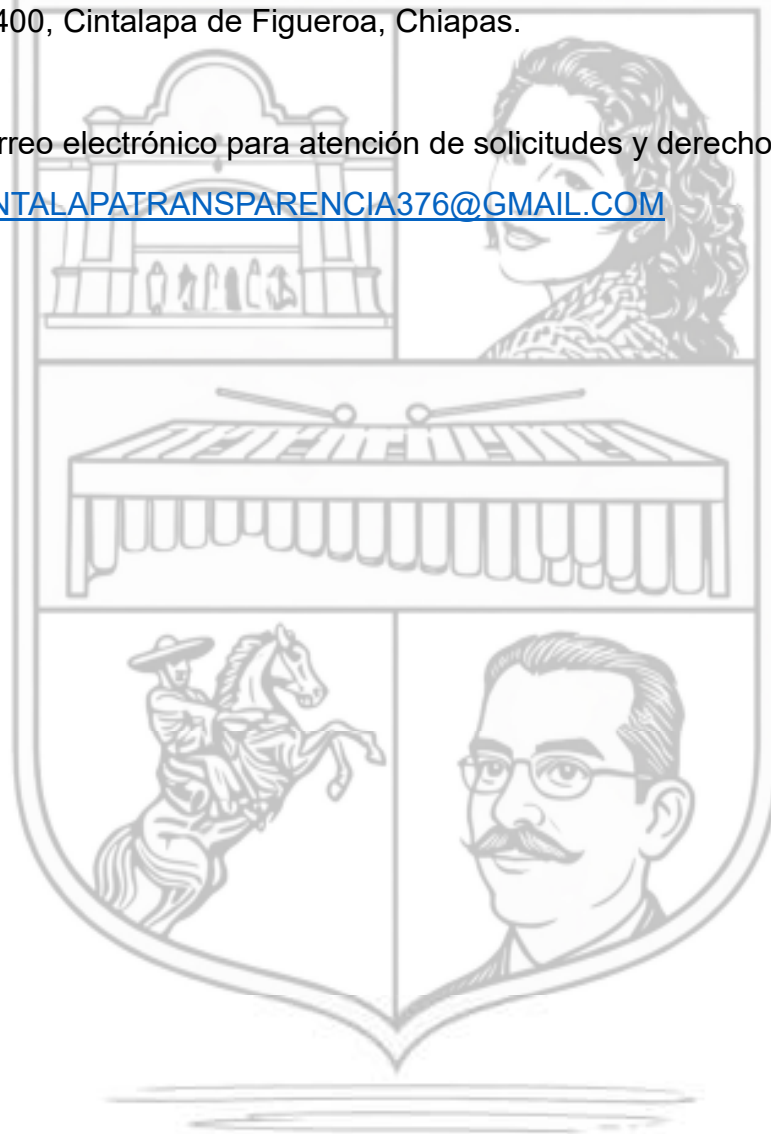 400, Cintalapa de Figueroa, Chiapas.
rreo electrónico para atención de solicitudes y derecho
NTALAPATRANSPARENCIA376@GMAIL.COM